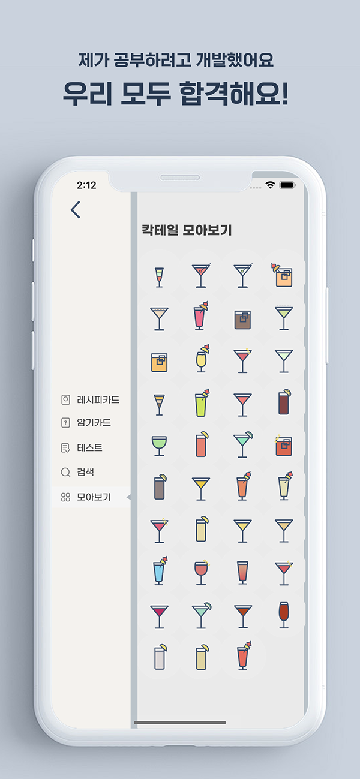 제가 공부하려고 개발했어요
우리 모두 합격해요!
2:12
칵테일 모아보기
레시피카드
암기카드
테스트
검색
모아보기